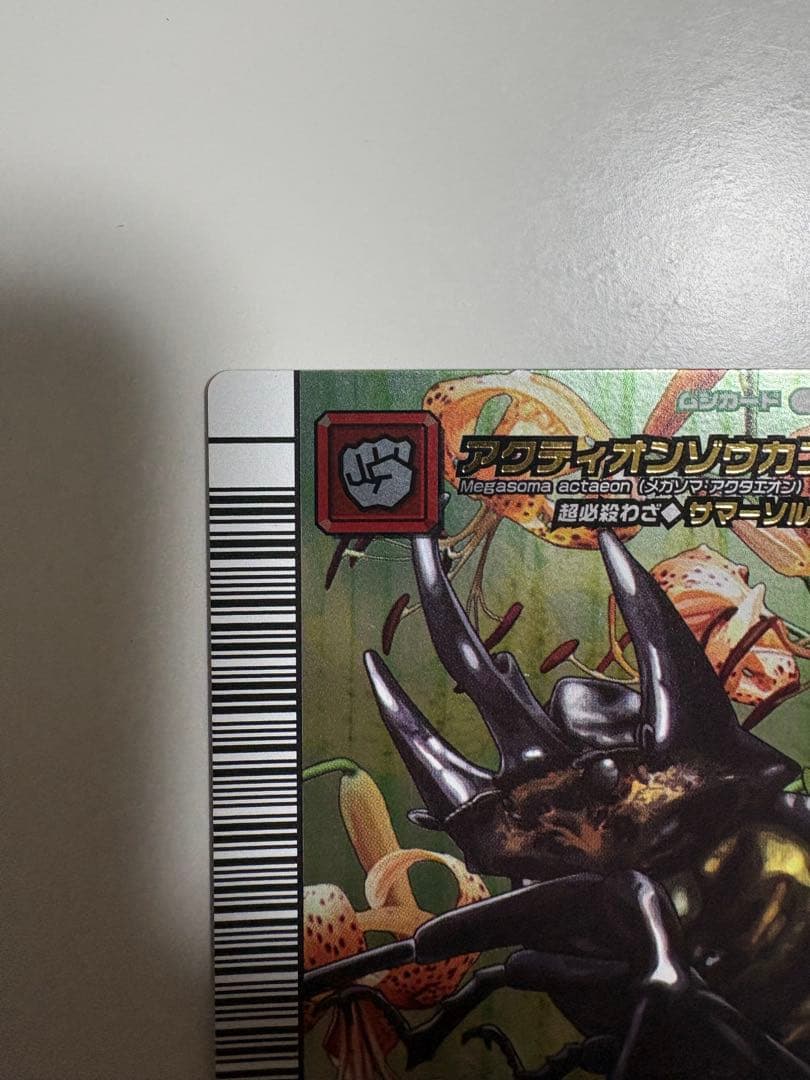 ムシカード
アクティオンゾウカ
Megasoma actaeon (メガソマ・アクタエオン)
超必殺わざ◆サマーソル